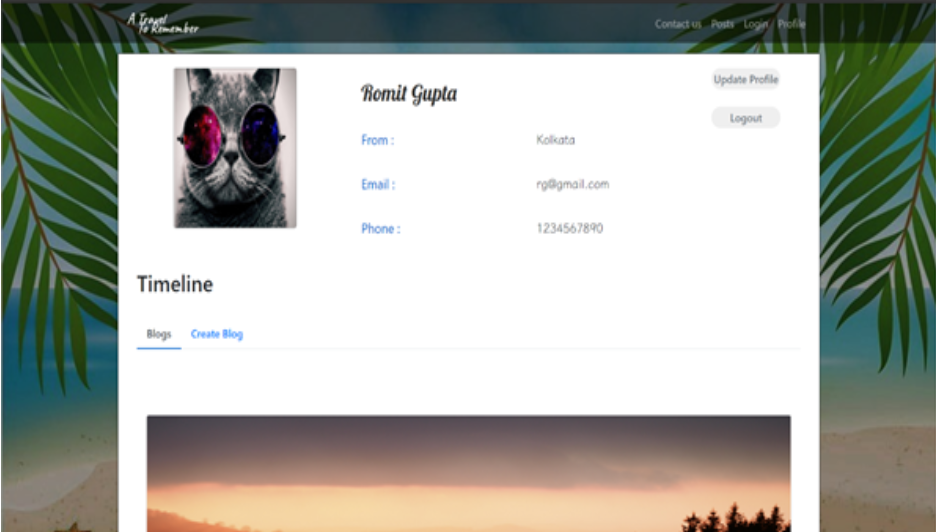 A Travel
To Remember
Contact us Posts Login Profile
Romit Gupta
Update Profile
Logout
From : Kolkata
Email : rg@gmail.com
Phone : 1234567890
Timeline
Blogs Create Blog